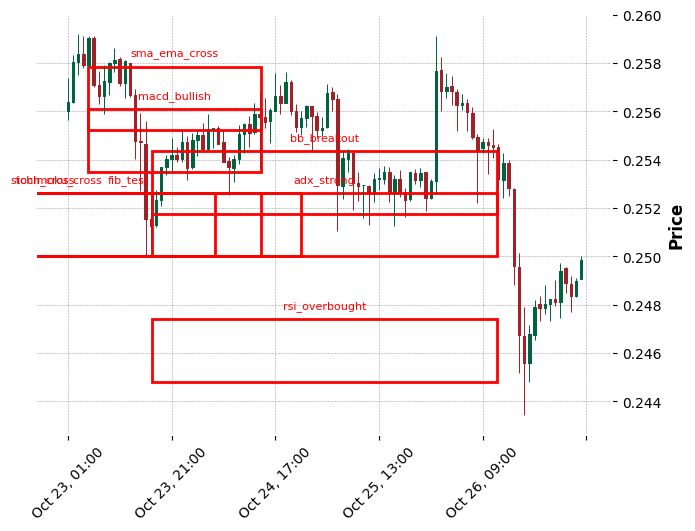 0.260
sma_ema_cross
0.258
macd_bullish
0.256
bb_breakout
0.254
fib_tes
adx_strong
0.252
Price
0.250
0.248
rsi_overbought
0.246
0.244
Oct 23, 01:00
Oct 23, 21:00
Oct 24, 17:00
Oct 25, 13:00
Oct 26, 09:00